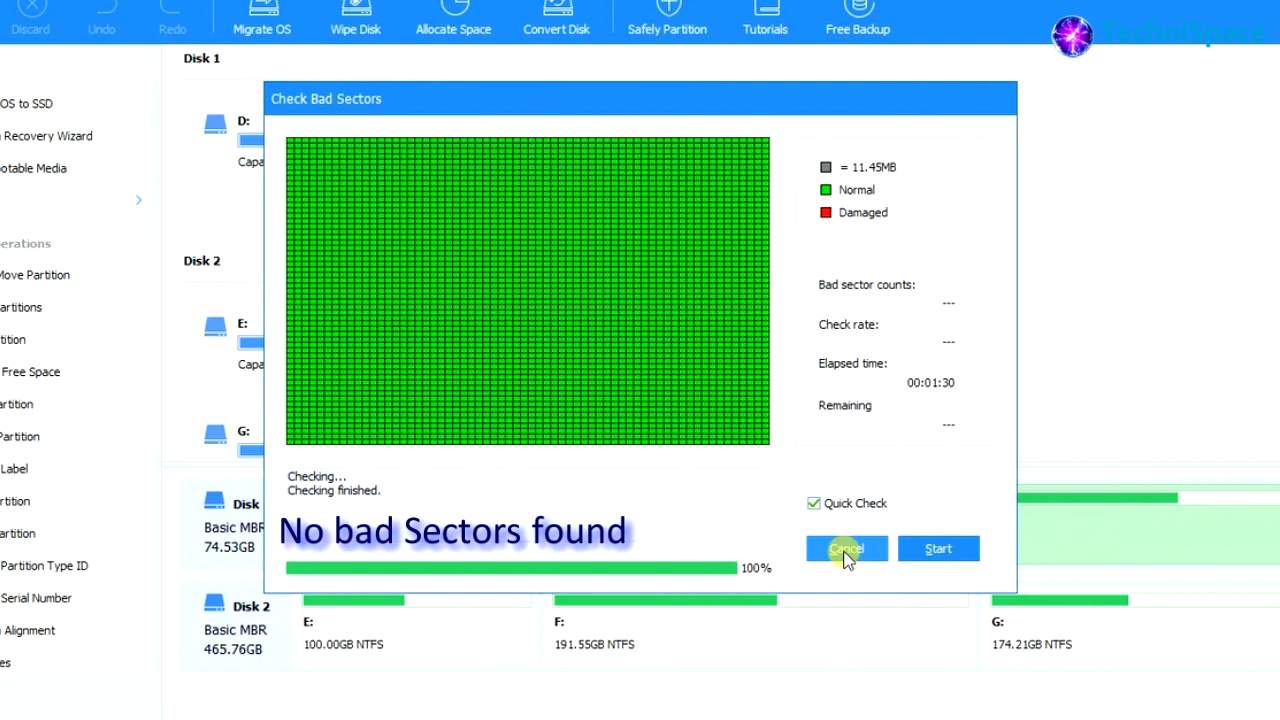 Discard
Undo
Redo
Migrate OS
Wipe Disk
Allocate Space
Convert Disk
Safely Partition
Tutorials
Free Backup
TechniSpace
OS to SSD
Recovery Wizard
otable Media
erations
Move Partition
artitions
tition
Free Space
artition
Partition
Label
rtition
artition
Partition Type ID
Serial Number
Alignment
es
Disk 1
D:
Capa
Disk 2
E:
Capa
G:
Check Bad Sectors
= 11.45MB
Normal
Damaged
Bad sector counts:
---
Check rate:
---
Elapsed time:
00:01:30
Remaining
---
Checking...
Checking finished.
No bad Sectors found
100%
Quick Check
Cancel
Start
Disk
Basic MBR
74.53GB
Disk 2
Basic MBR
465.76GB
E:
100.00GB NTFS
F:
191.55GB NTFS
G:
174.21GB NTFS